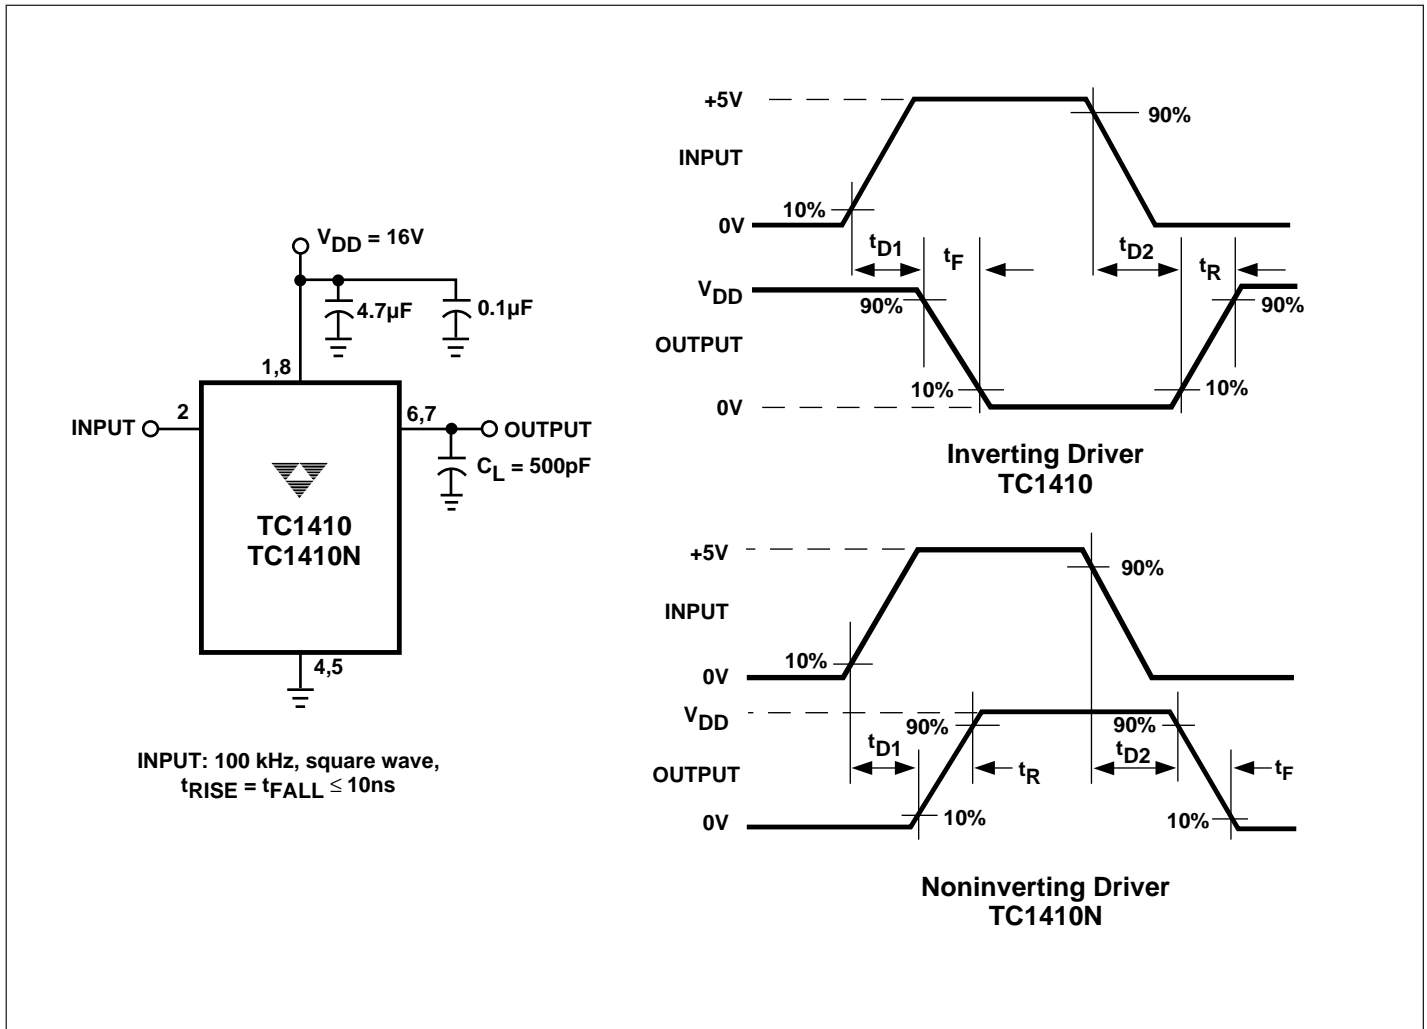 V_DD = 16V
4.7µF
0.1µF
1,8
INPUT
2
6,7
OUTPUT
C_L = 500pF
TC1410
TC1410N
4,5
INPUT: 100 kHz, square wave,
t_RISE = t_FALL ≤ 10ns
+5V
90%
INPUT
10%
0V
t_D1
t_F
t_D2
t_R
V_DD
90%
90%
OUTPUT
10%
10%
0V
Inverting Driver
TC1410
+5V
90%
INPUT
10%
0V
V_DD
90%
90%
t_D1
t_R
t_D2
t_F
OUTPUT
10%
10%
0V
Noninverting Driver
TC1410N